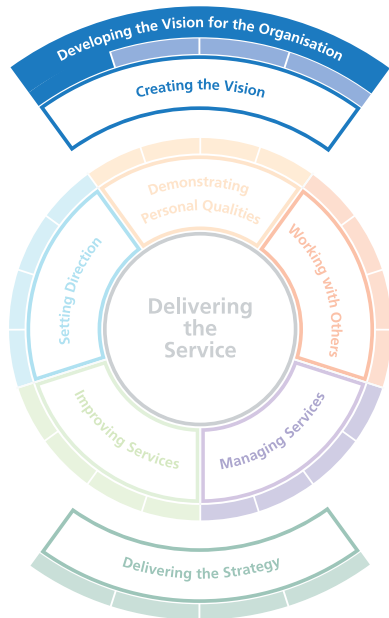 Developing the Vision for the Organisation
Creating the Vision
Demonstrating
Personal Qualities
Setting Direction
Working with Others
Delivering
the
Service
Improving Services
Managing Services
Delivering the Strategy